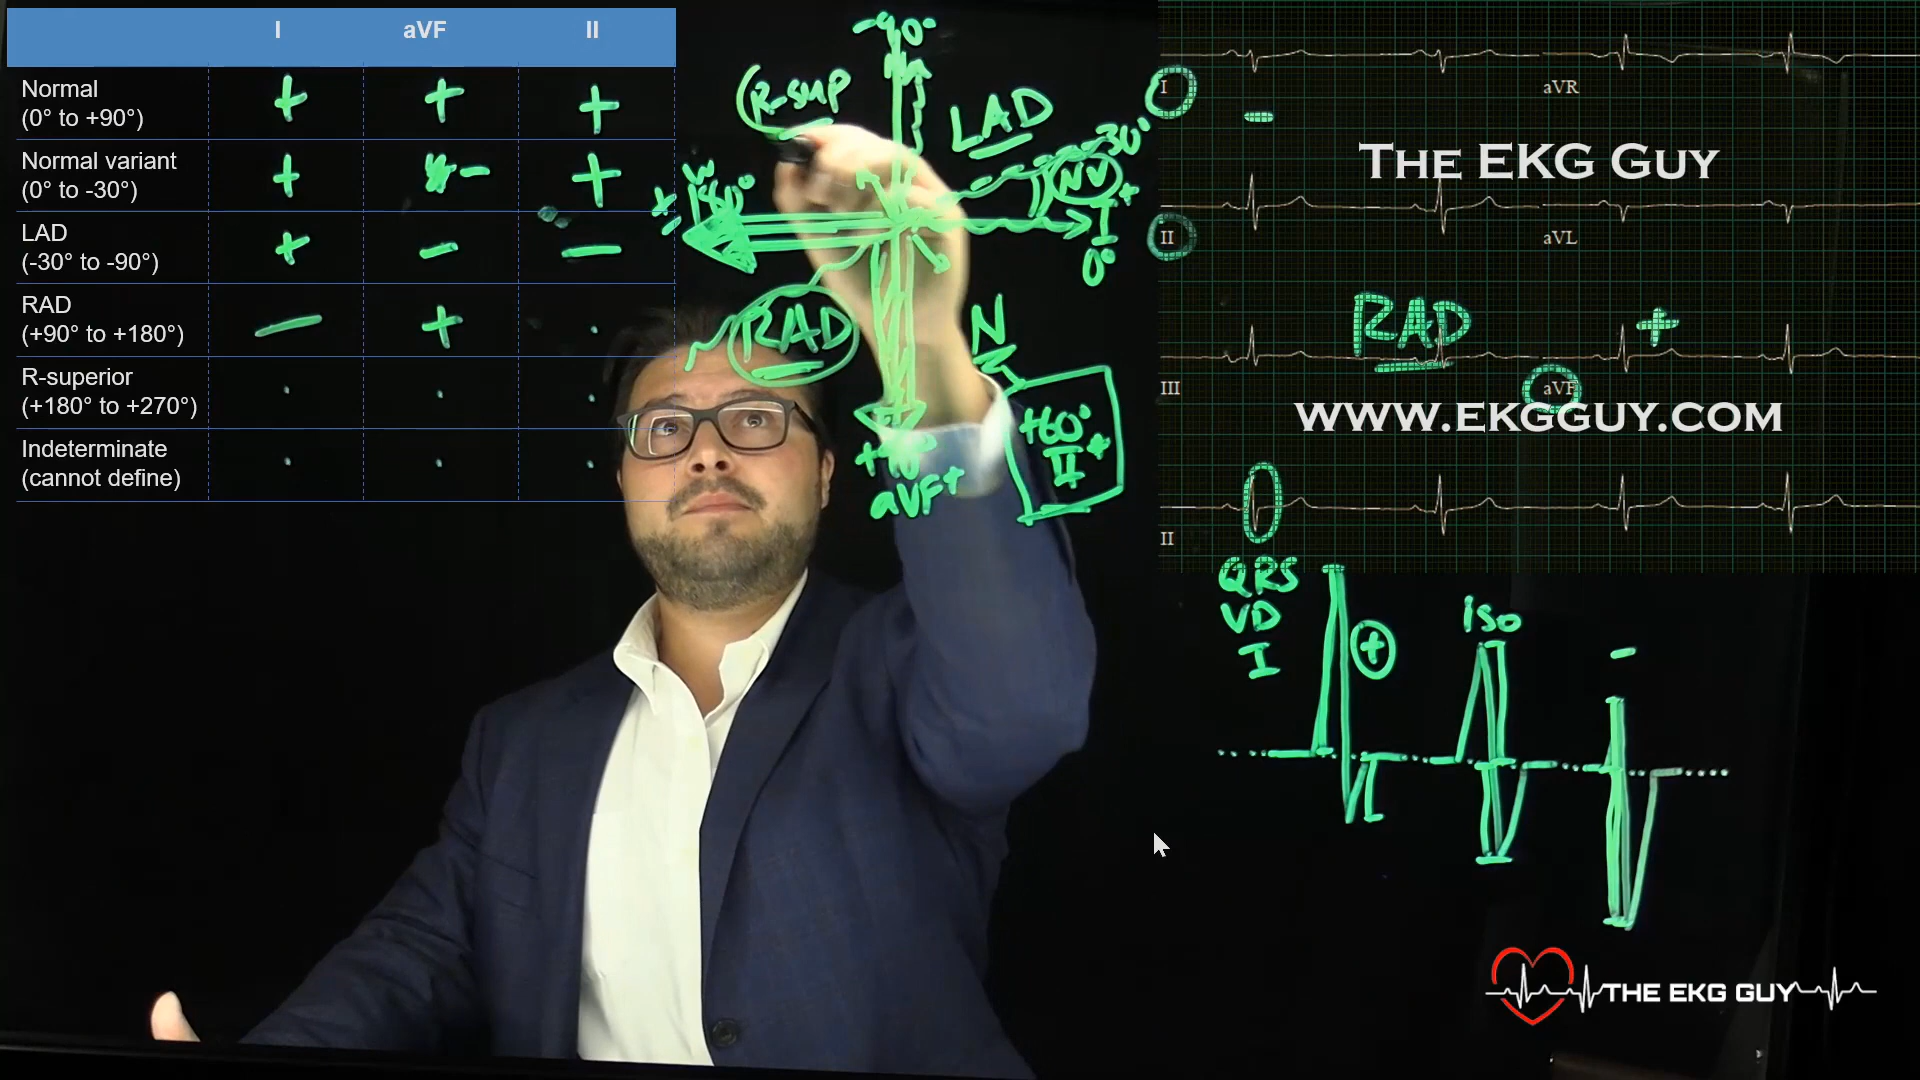 I aVF II
Normal + + +
(0° to +90°)
Normal variant + - +
(0° to -30°)
LAD + - -
(-30° to -90°)
RAD - +
(+90° to +180°)
R-superior
(+180° to +270°)
Indeterminate
(cannot define)
-90°
(R-sup
LAD
-30°
NV
+
I
0°
180°
RAD
N
+60°
II +
+90°
aVF+
I
aVR
-
THE EKG GUY
II
aVL
RAD
+
III
aVF
WWW.EKGGUY.COM
II
QRS
VD
I
+
Iso
-
THE EKG GUY